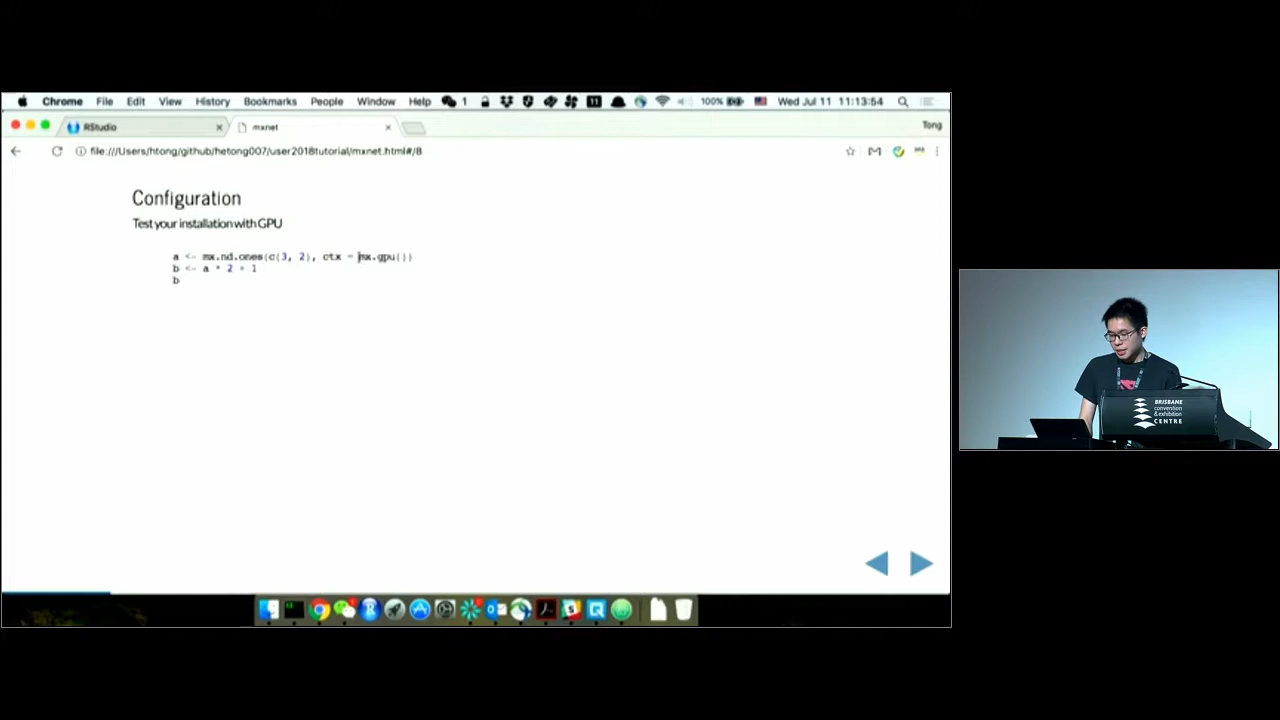 Chrome File Edit View History Bookmarks People Window Help 1 11 100% Wed Jul 11 11:13:54
RStudio mxnet Tong
file:///Users/htong/github/hetong007/user2018tutorial/mxnet.html#/8
Configuration
Test your installation with GPU
a <- mx.nd.ones(c(3, 2), ctx = mx.gpu())
b <- a * 2 + 1
b
BRISBANE
convention
& exhibition
CENTRE